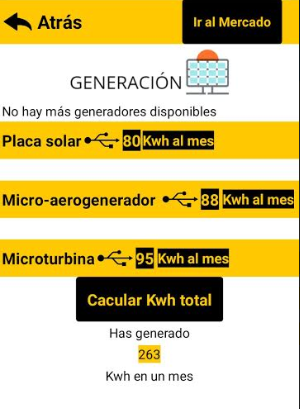 Atrás
Ir al Mercado
GENERACIÓN
No hay más generadores disponibles
Placa solar 80 Kwh al mes
Micro-aerogenerador 88 Kwh al mes
Microturbina 95 Kwh al mes
Cacular Kwh total
Has generado
263
Kwh en un mes